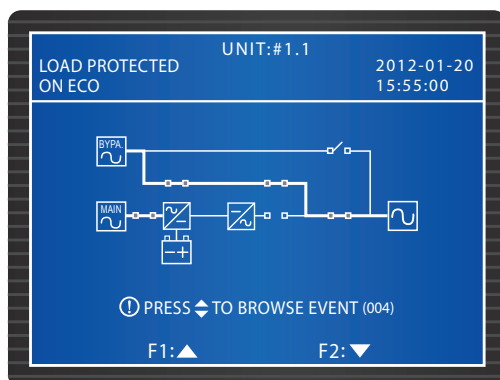 UNIT:#1.1
LOAD PROTECTED
ON ECO
2012-01-20
15:55:00
BYPA.
MAIN
PRESS TO BROWSE EVENT (004)
F1:
F2: